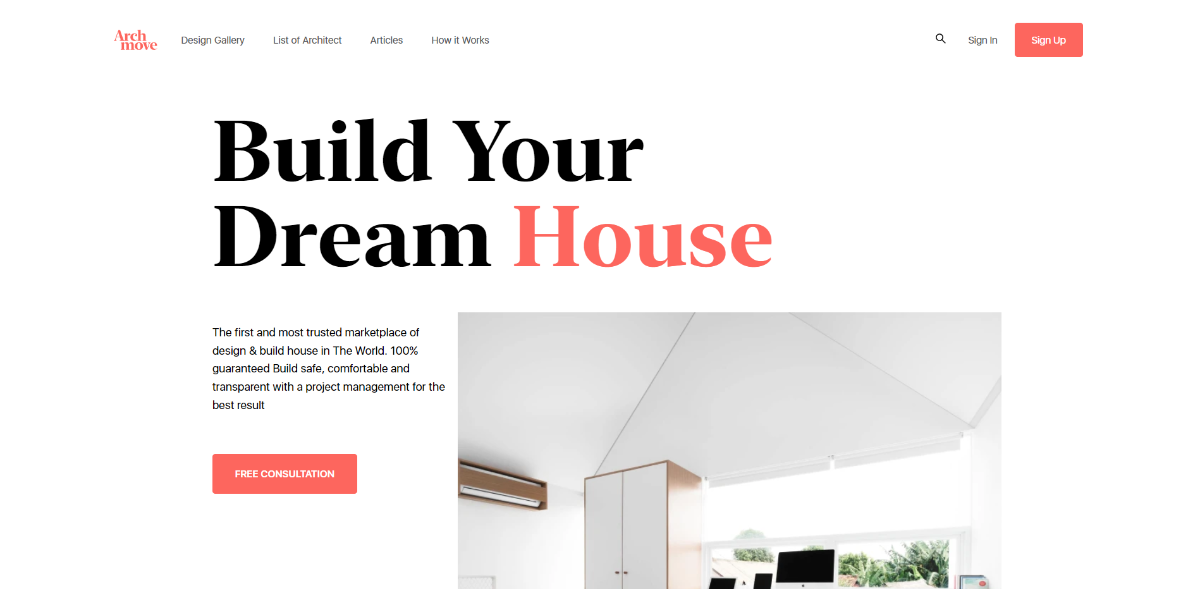 Arch
move
Design Gallery
List of Architect
Articles
How it Works
Sign In
Sign Up
Build Your
Dream House
The first and most trusted marketplace of
design & build house in The World. 100%
guaranteed Build safe, comfortable and
transparent with a project management for the
best result
FREE CONSULTATION